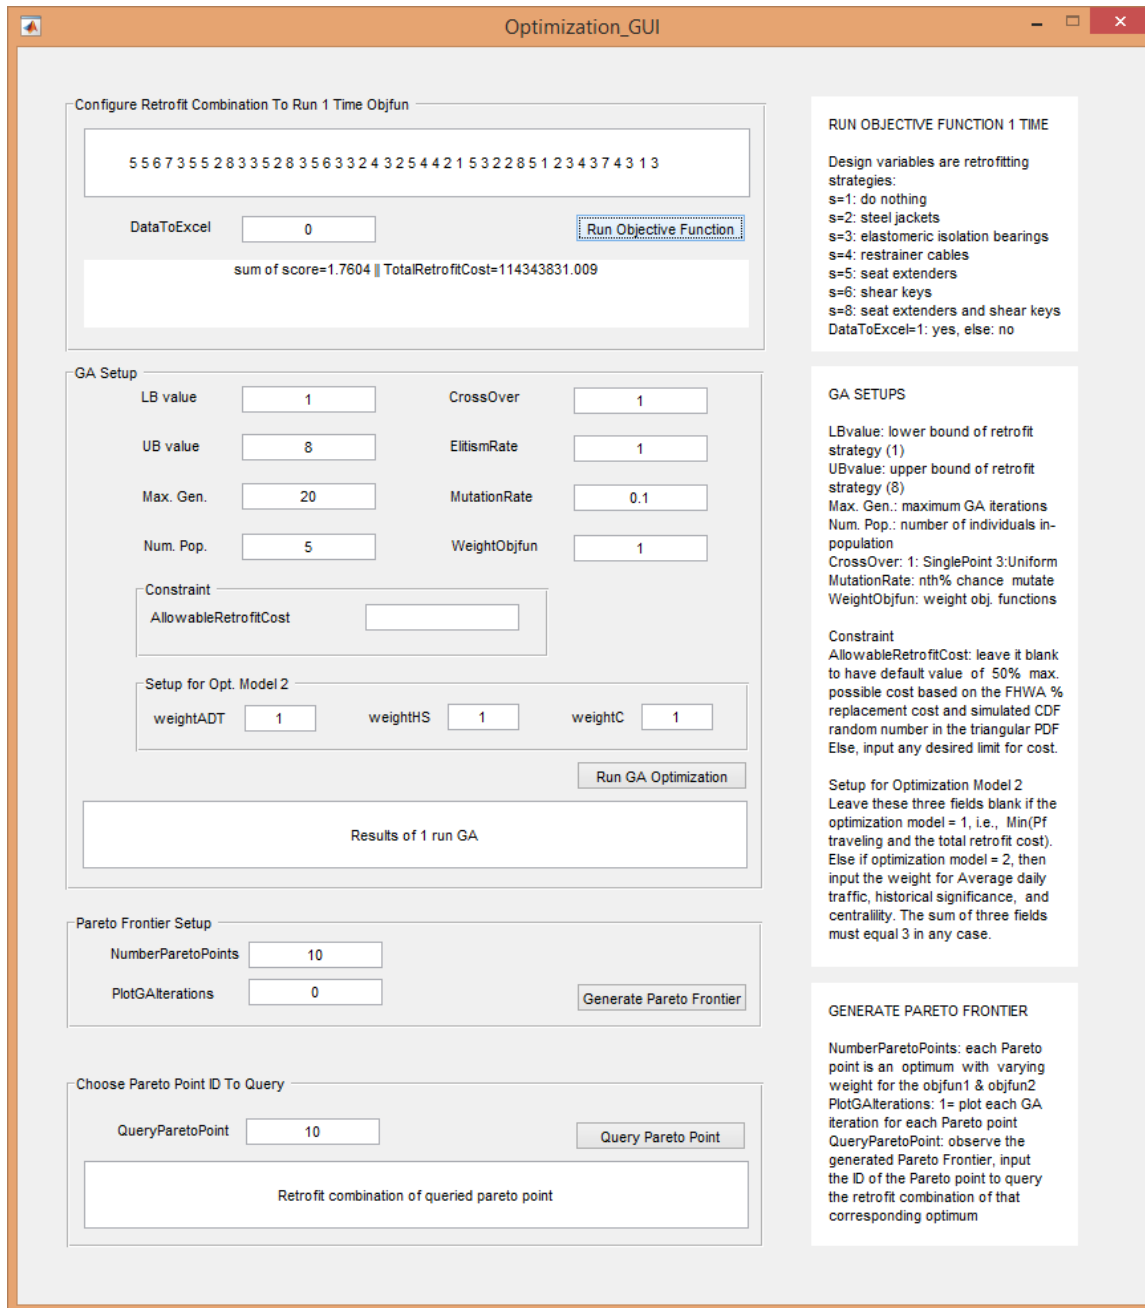 Optimization_GUI
Configure Retrofit Combination To Run 1 Time Objfun
5 5 6 7 3 5 5 2 8 3 3 5 2 8 3 5 6 3 3 2 4 3 2 5 4 4 2 1 5 3 2 2 8 5 1 2 3 4 3 7 4 3 1 3
DataToExcel
0
Run Objective Function
sum of score=1.7604 || TotalRetrofitCost=114343831.009
GA Setup
LB value
1
CrossOver
1
UB value
8
ElitismRate
1
Max. Gen.
20
MutationRate
0.1
Num. Pop.
5
WeightObjfun
1
Constraint
AllowableRetrofitCost
Setup for Opt. Model 2
weightADT
1
weightHS
1
weightC
1
Run GA Optimization
Results of 1 run GA
Pareto Frontier Setup
NumberParetoPoints
10
PlotGAIterations
0
Generate Pareto Frontier
Choose Pareto Point ID To Query
QueryParetoPoint
10
Query Pareto Point
Retrofit combination of queried pareto point
RUN OBJECTIVE FUNCTION 1 TIME
Design variables are retrofitting
strategies:
s=1: do nothing
s=2: steel jackets
s=3: elastomeric isolation bearings
s=4: restrainer cables
s=5: seat extenders
s=6: shear keys
s=8: seat extenders and shear keys
DataToExcel=1: yes, else: no
GA SETUPS
LBvalue: lower bound of retrofit
strategy (1)
UBvalue: upper bound of retrofit
strategy (8)
Max. Gen.: maximum GA iterations
Num. Pop.: number of individuals in-
population
CrossOver: 1: SinglePoint 3:Uniform
MutationRate: nth% chance mutate
WeightObjfun: weight obj. functions
Constraint
AllowableRetrofitCost: leave it blank
to have default value of 50% max.
possible cost based on the FHWA %
replacement cost and simulated CDF
random number in the triangular PDF
Else, input any desired limit for cost.
Setup for Optimization Model 2
Leave these three fields blank if the
optimization model = 1, i.e., Min(Pf
traveling and the total retrofit cost).
Else if optimization model = 2, then
input the weight for Average daily
traffic, historical significance, and
centralility. The sum of three fields
must equal 3 in any case.
GENERATE PARETO FRONTIER
NumberParetoPoints: each Pareto
point is an optimum with varying
weight for the objfun1 & objfun2
PlotGAIterations: 1= plot each GA
iteration for each Pareto point
QueryParetoPoint: observe the
generated Pareto Frontier, input
the ID of the Pareto point to query
the retrofit combination of that
corresponding optimum